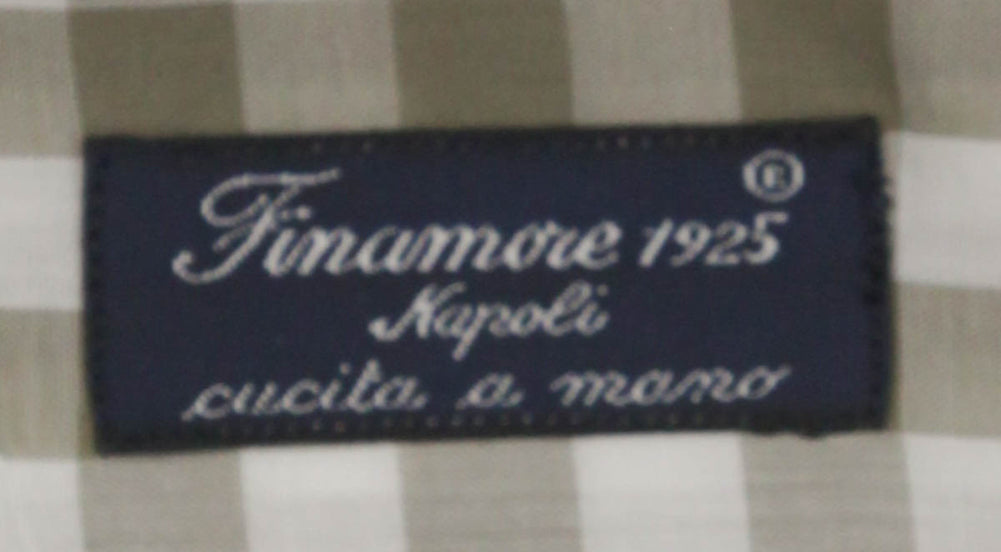 Finamore 1925 ®
Napoli
cucita a mano